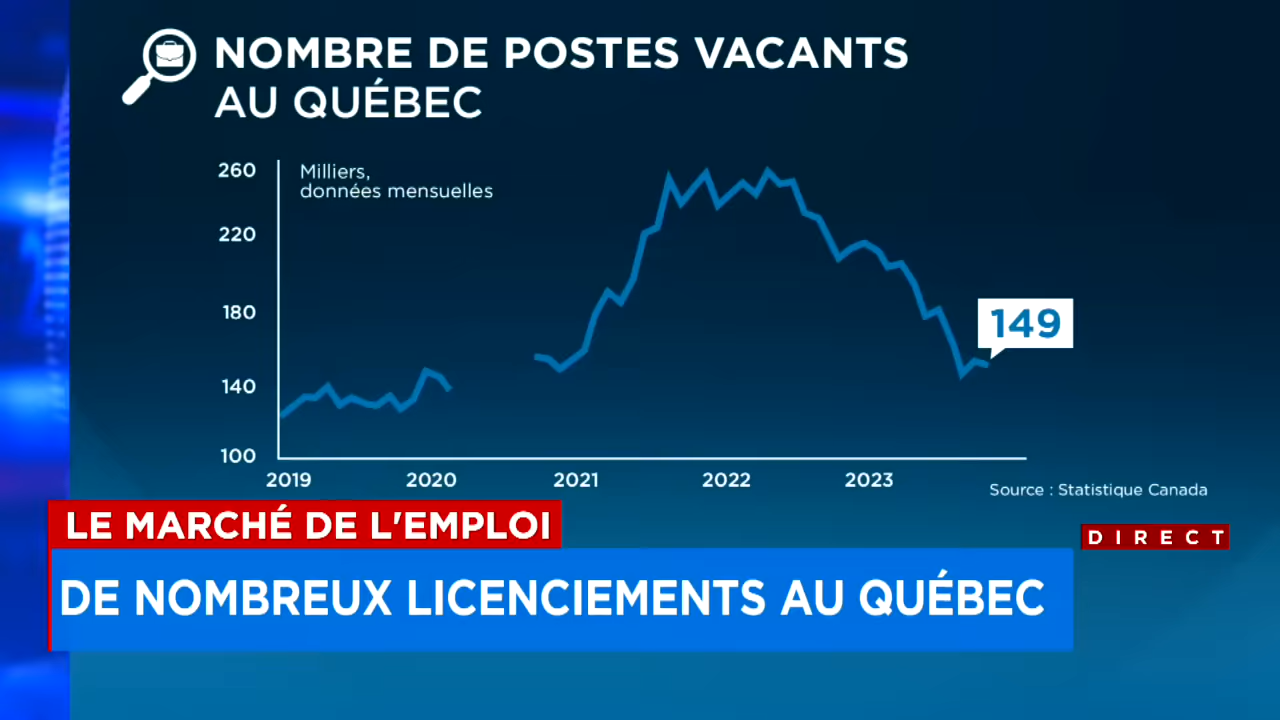 NOMBRE DE POSTES VACANTS
AU QUÉBEC
260
Milliers,
données mensuelles
220
180
149
140
100
2019 2020 2021 2022 2023
Source : Statistique Canada
LE MARCHÉ DE L'EMPLOI
DIRECT
DE NOMBREUX LICENCIEMENTS AU QUÉBEC